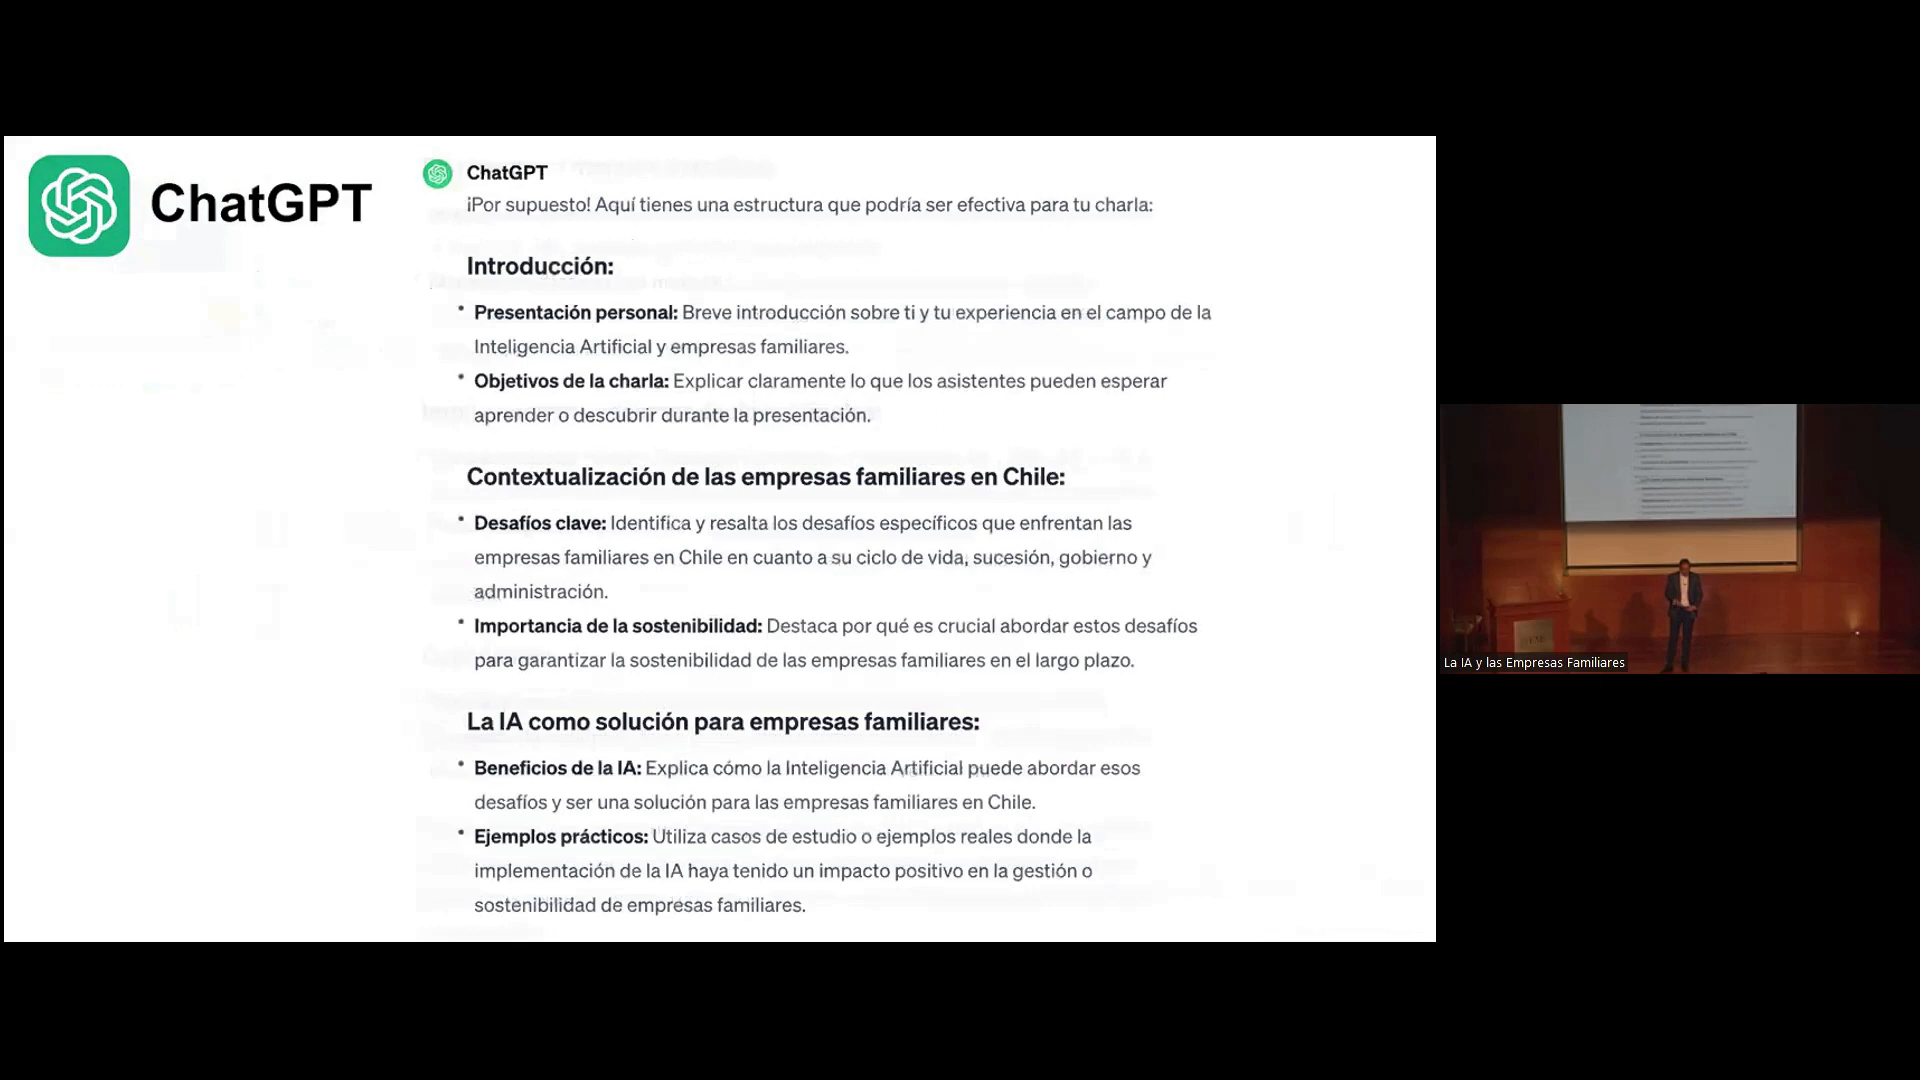 ChatGPT
ChatGPT
¡Por supuesto! Aquí tienes una estructura que podría ser efectiva para tu charla:
Introducción:
• Presentación personal: Breve introducción sobre ti y tu experiencia en el campo de la
Inteligencia Artificial y empresas familiares.
• Objetivos de la charla: Explicar claramente lo que los asistentes pueden esperar
aprender o descubrir durante la presentación.
Contextualización de las empresas familiares en Chile:
• Desafíos clave: Identifica y resalta los desafíos específicos que enfrentan las
empresas familiares en Chile en cuanto a su ciclo de vida, sucesión, gobierno y
administración.
• Importancia de la sostenibilidad: Destaca por qué es crucial abordar estos desafíos
para garantizar la sostenibilidad de las empresas familiares en el largo plazo.
La IA como solución para empresas familiares:
• Beneficios de la IA: Explica cómo la Inteligencia Artificial puede abordar esos
desafíos y ser una solución para las empresas familiares en Chile.
• Ejemplos prácticos: Utiliza casos de estudio o ejemplos reales donde la
implementación de la IA haya tenido un impacto positivo en la gestión o
sostenibilidad de empresas familiares.
La IA y las Empresas Familiares